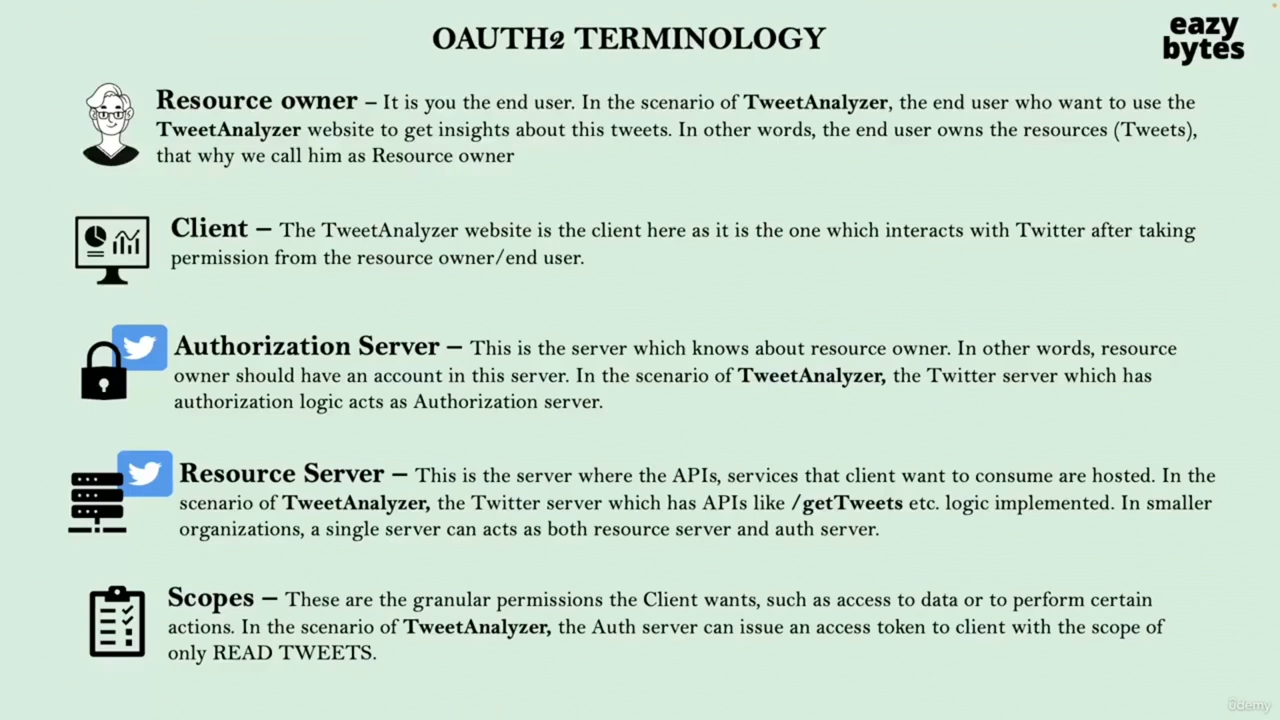 OAUTH2 TERMINOLOGY
eazy
bytes
Resource owner – It is you the end user. In the scenario of TweetAnalyzer, the end user who want to use the
TweetAnalyzer website to get insights about this tweets. In other words, the end user owns the resources (Tweets),
that why we call him as Resource owner
Client – The TweetAnalyzer website is the client here as it is the one which interacts with Twitter after taking
permission from the resource owner/end user.
Authorization Server – This is the server which knows about resource owner. In other words, resource
owner should have an account in this server. In the scenario of TweetAnalyzer, the Twitter server which has
authorization logic acts as Authorization server.
Resource Server – This is the server where the APIs, services that client want to consume are hosted. In the
scenario of TweetAnalyzer, the Twitter server which has APIs like /getTweets etc. logic implemented. In smaller
organizations, a single server can acts as both resource server and auth server.
Scopes – These are the granular permissions the Client wants, such as access to data or to perform certain
actions. In the scenario of TweetAnalyzer, the Auth server can issue an access token to client with the scope of
only READ TWEETS.
Udemy